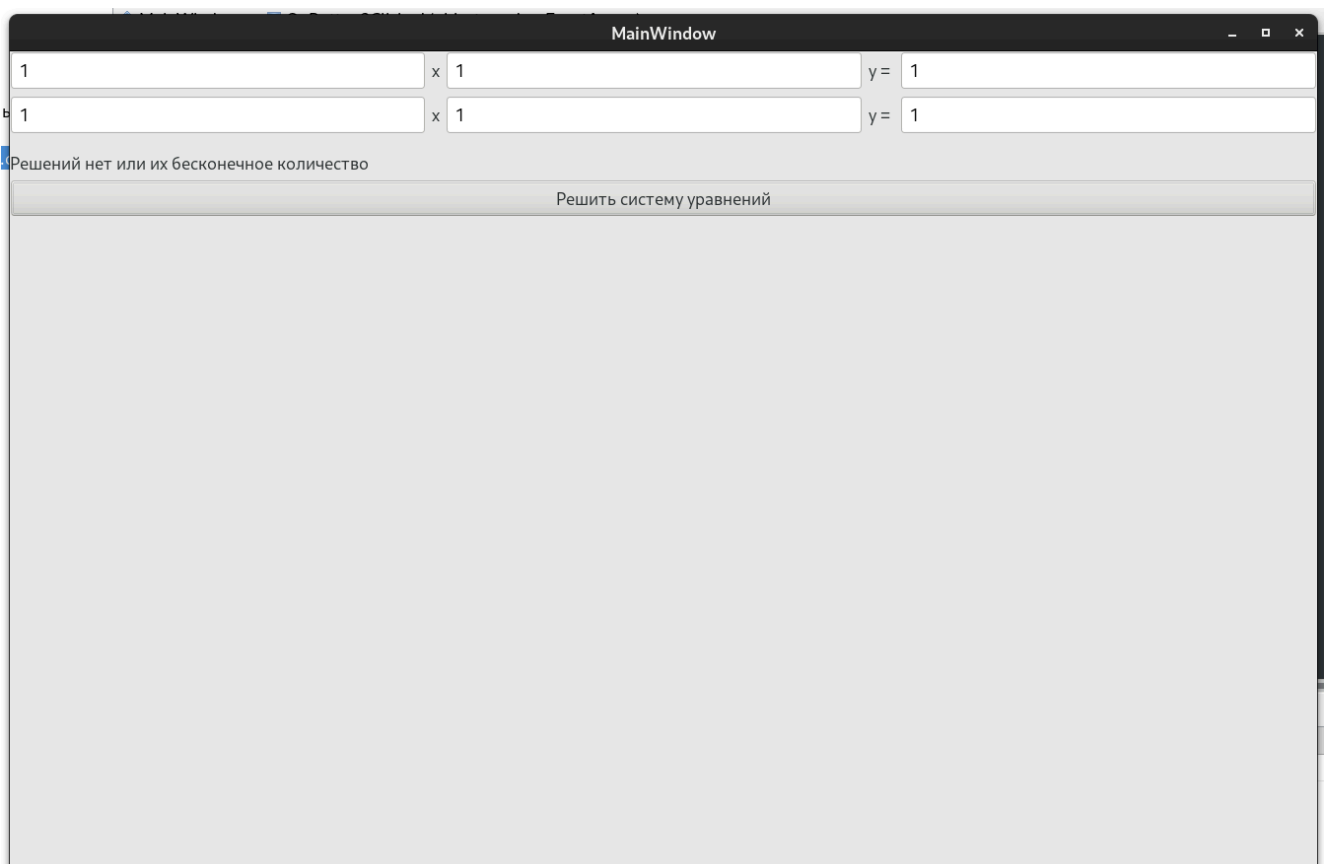 MainWindow
1 x 1 y = 1
1 x 1 y = 1
Решений нет или их бесконечное количество
Решить систему уравнений